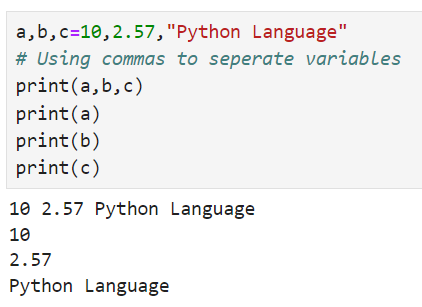 a,b,c=10,2.57,"Python Language"
# Using commas to seperate variables
print(a,b,c)
print(a)
print(b)
print(c)
10 2.57 Python Language
10
2.57
Python Language